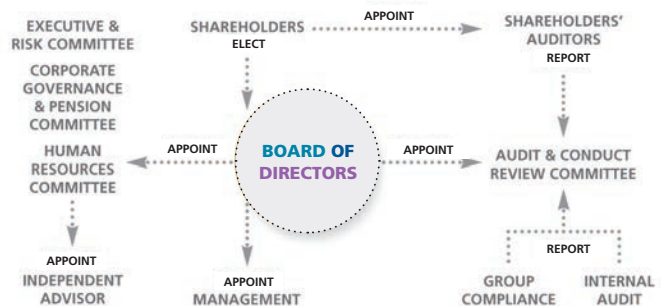 EXECUTIVE &
RISK COMMITTEE
CORPORATE
GOVERNANCE
& PENSION
COMMITTEE
HUMAN
RESOURCES
COMMITTEE
APPOINT
INDEPENDENT
ADVISOR
SHAREHOLDERS
ELECT
APPOINT
BOARD OF
DIRECTORS
APPOINT
APPOINT
MANAGEMENT
APPOINT
SHAREHOLDERS’
AUDITORS
REPORT
AUDIT & CONDUCT
REVIEW COMMITTEE
REPORT
GROUP
COMPLIANCE
INTERNAL
AUDIT